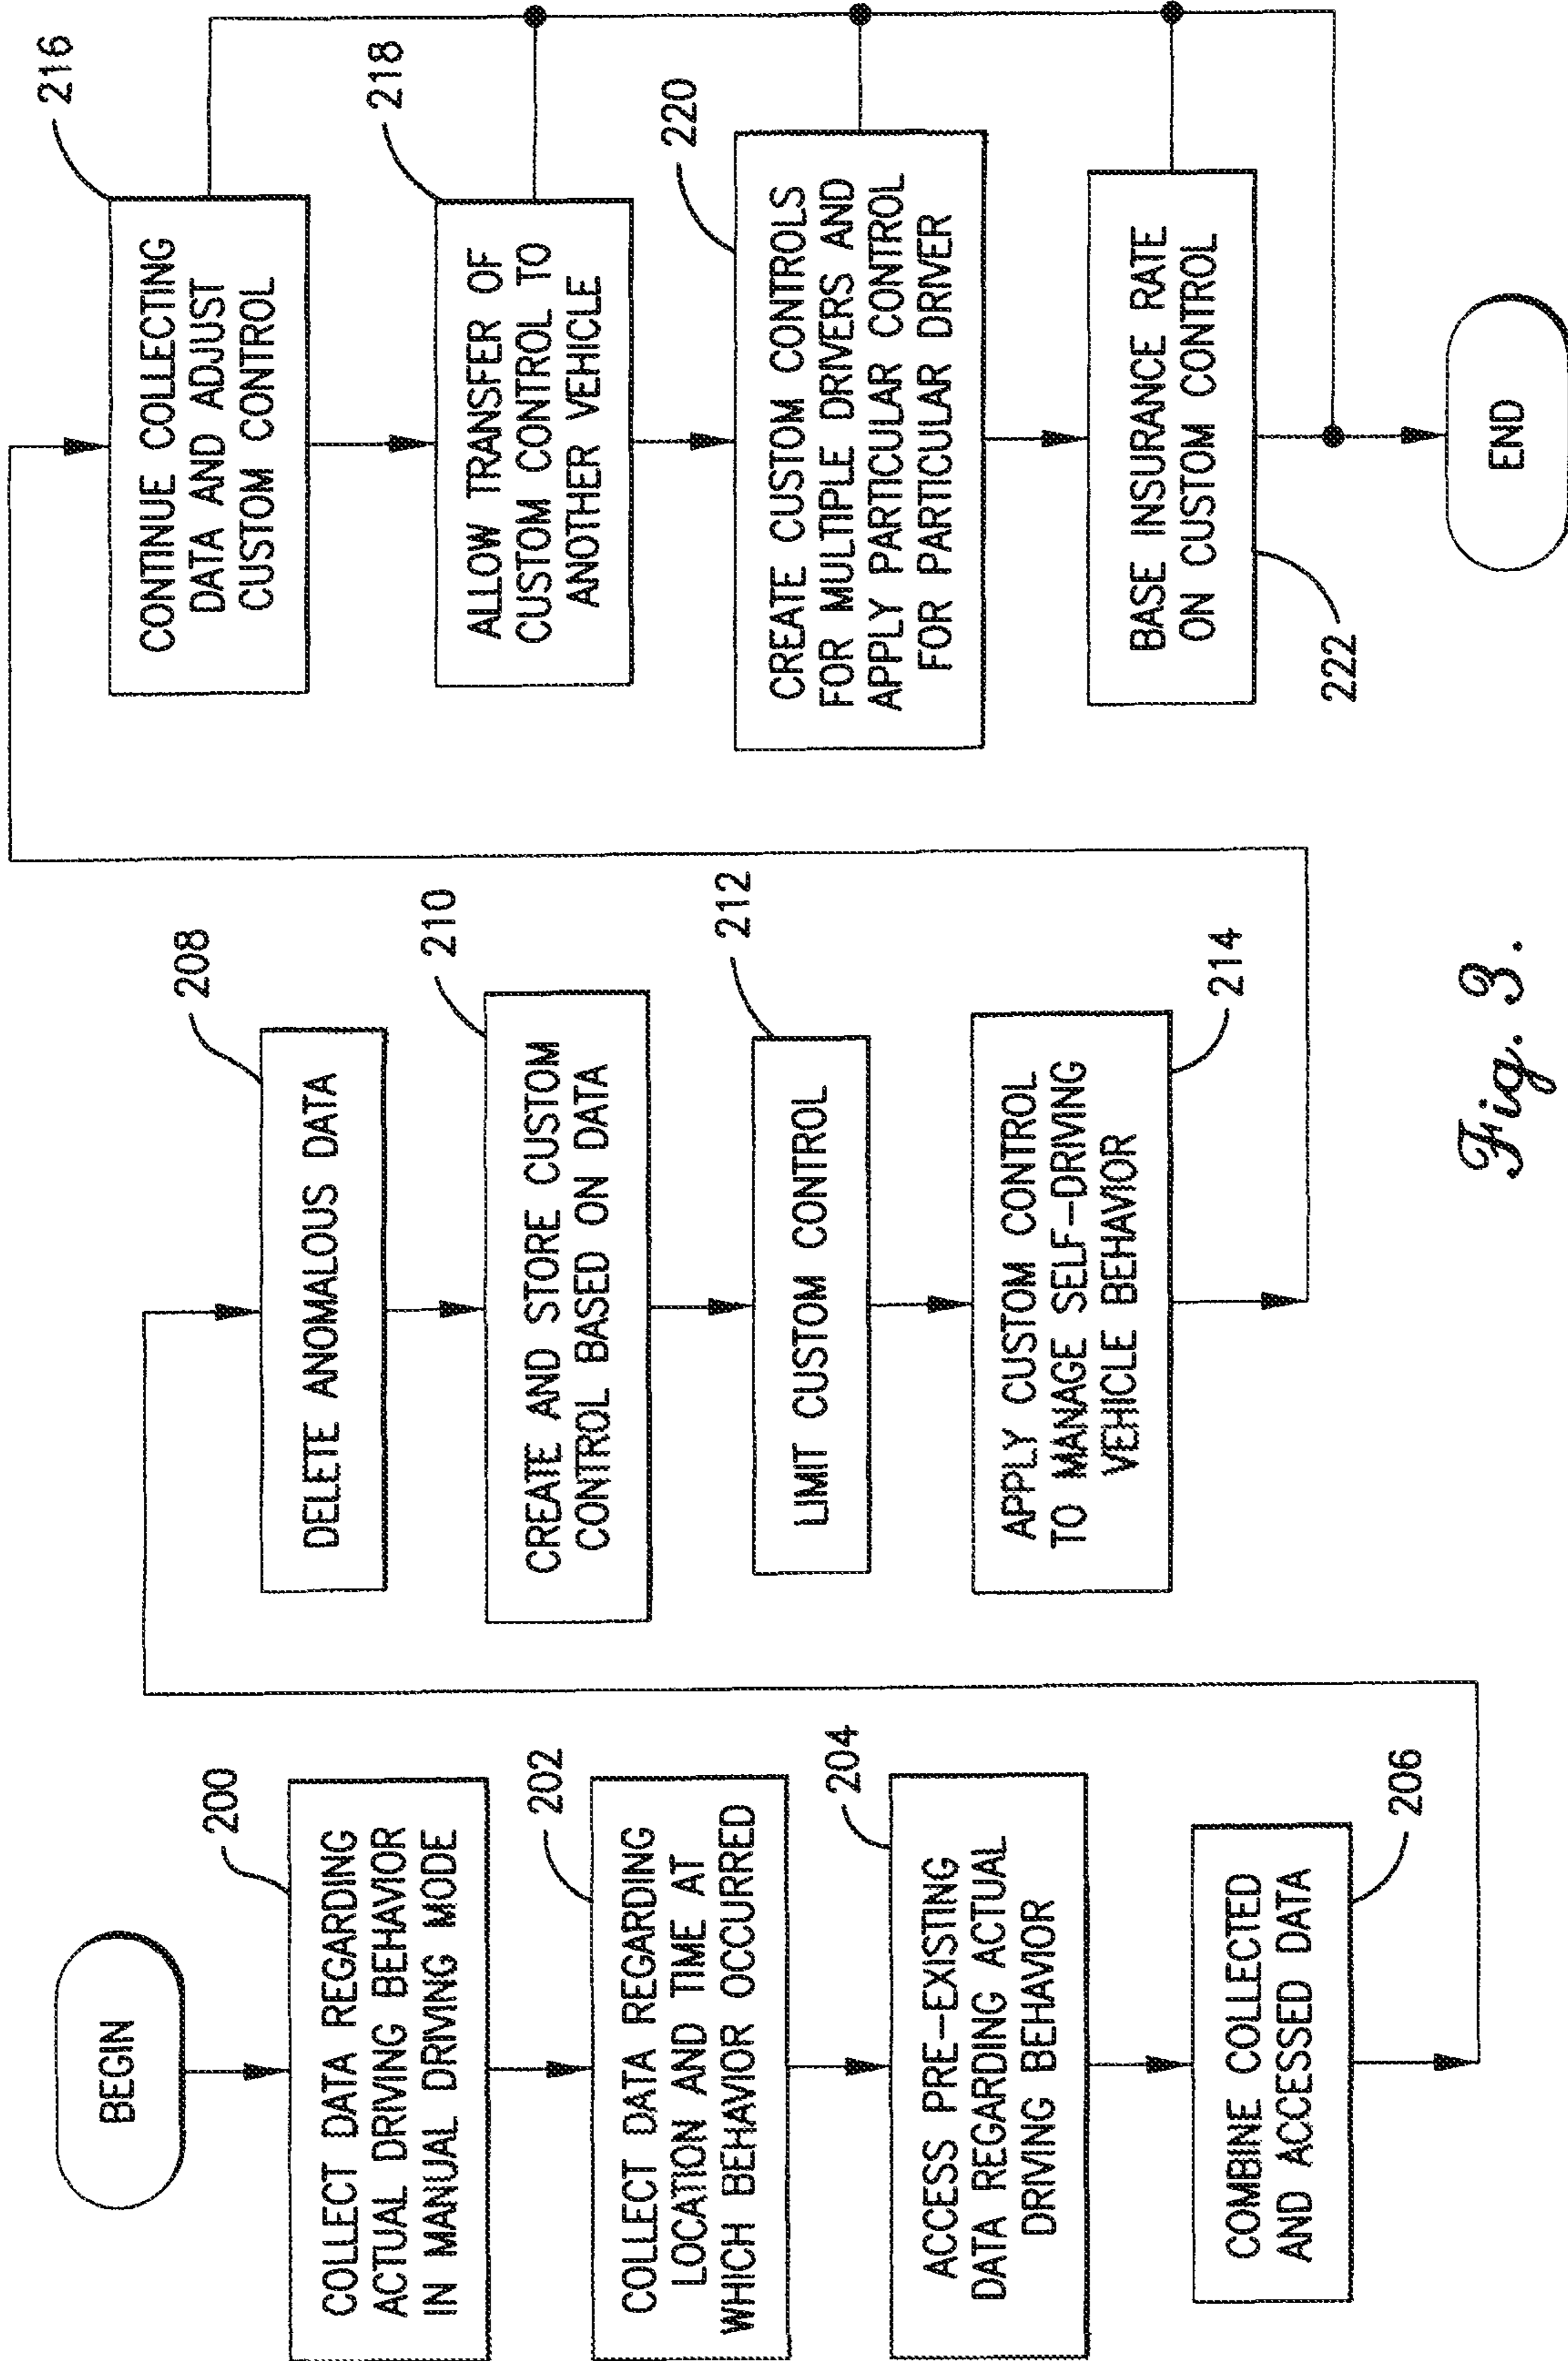 BEGIN
200
COLLECT DATA REGARDING
ACTUAL DRIVING BEHAVIOR
IN MANUAL DRIVING MODE
202
COLLECT DATA REGARDING
LOCATION AND TIME AT
WHICH BEHAVIOR OCCURRED
204
ACCESS PRE-EXISTING
DATA REGARDING ACTUAL
DRIVING BEHAVIOR
206
COMBINE COLLECTED
AND ACCESSED DATA
208
DELETE ANOMALOUS DATA
210
CREATE AND STORE CUSTOM
CONTROL BASED ON DATA
212
LIMIT CUSTOM CONTROL
214
APPLY CUSTOM CONTROL
TO MANAGE SELF-DRIVING
VEHICLE BEHAVIOR
216
CONTINUE COLLECTING
DATA AND ADJUST
CUSTOM CONTROL
218
ALLOW TRANSFER OF
CUSTOM CONTROL TO
ANOTHER VEHICLE
220
CREATE CUSTOM CONTROLS
FOR MULTIPLE DRIVERS AND
APPLY PARTICULAR CONTROL
FOR PARTICULAR DRIVER
BASE INSURANCE RATE
ON CUSTOM CONTROL
222
END
Fig. 3.